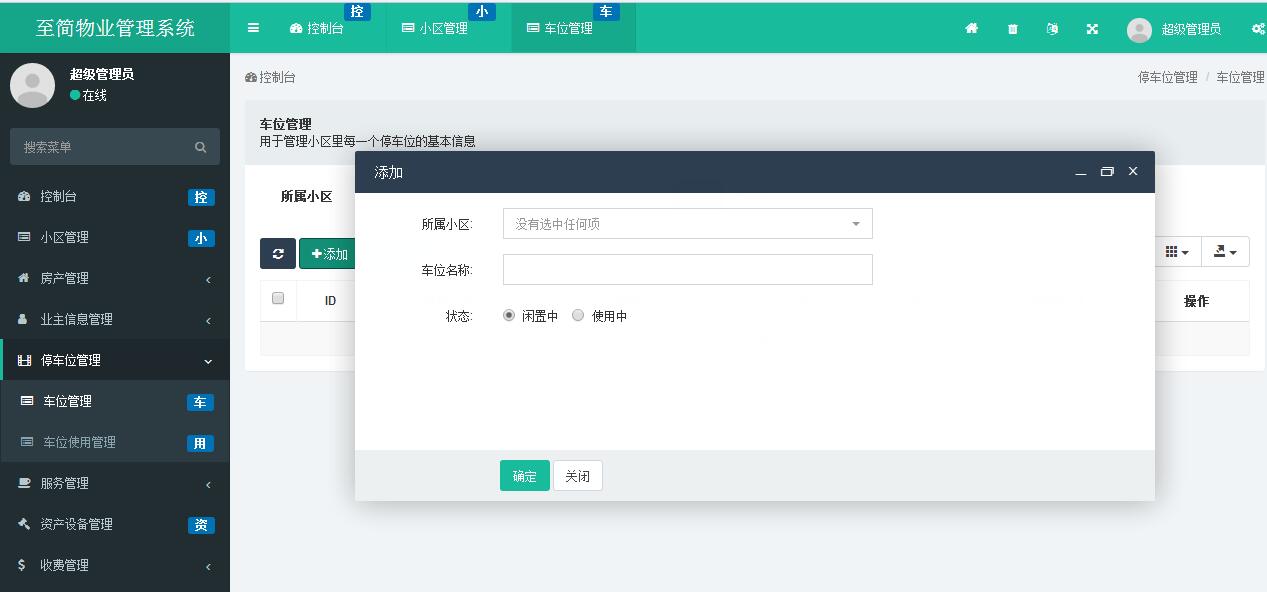 至简物业管理系统
控制台 控
小区管理 小
车位管理 车
超级管理员
超级管理员
在线
搜索菜单
控制台 控
小区管理 小
房产管理
业主信息管理
停车位管理
车位管理 车
车位使用管理 用
服务管理
资产设备管理 资
收费管理
控制台
停车位管理 / 车位管理
车位管理
用于管理小区里每一个停车位的基本信息
所属小区
添加
ID
操作
添加
所属小区:
没有选中任何项
车位名称:
状态:
闲置中 使用中
确定 关闭